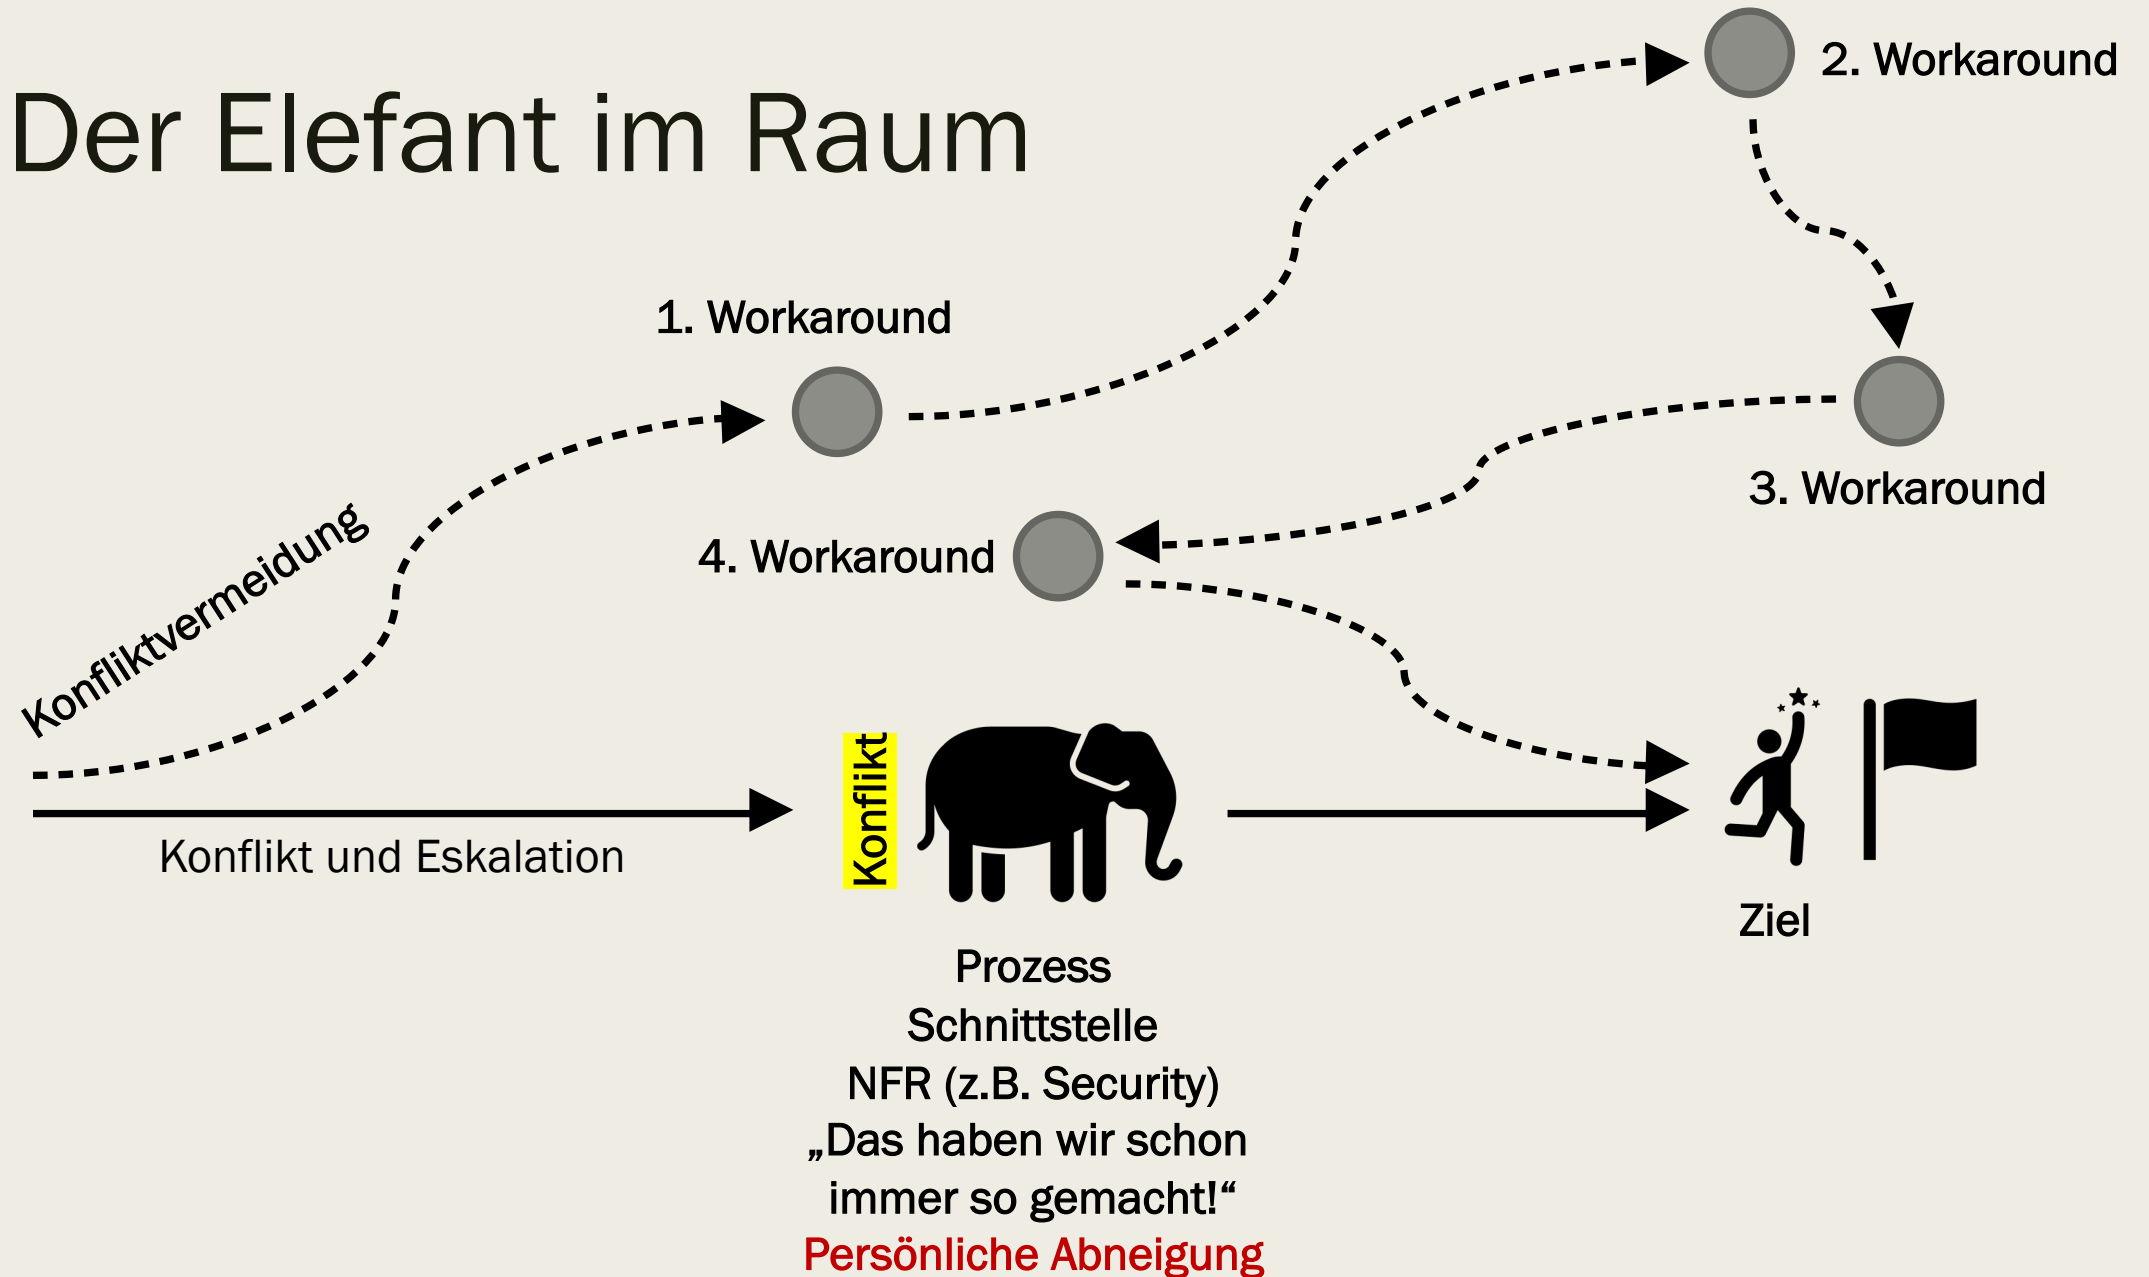 Der Elefant im Raum
2. Workaround
1. Workaround
3. Workaround
4. Workaround
Konfliktvermeidung
Konflikt
Konflikt und Eskalation
Ziel
Prozess
Schnittstelle
NFR (z.B. Security)
„Das haben wir schon
immer so gemacht!“
Persönliche Abneigung